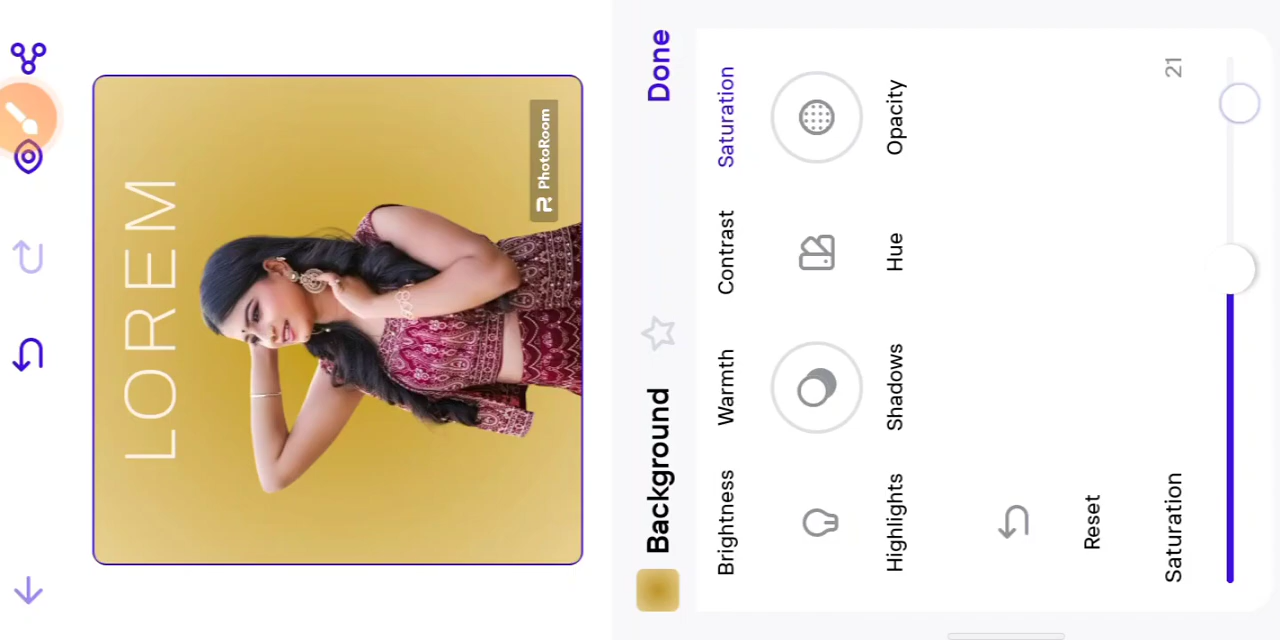 LOREM
PhotoRoom
Background
Done
Brightness
Warmth
Contrast
Saturation
Highlights
Shadows
Hue
Opacity
Reset
Saturation 21